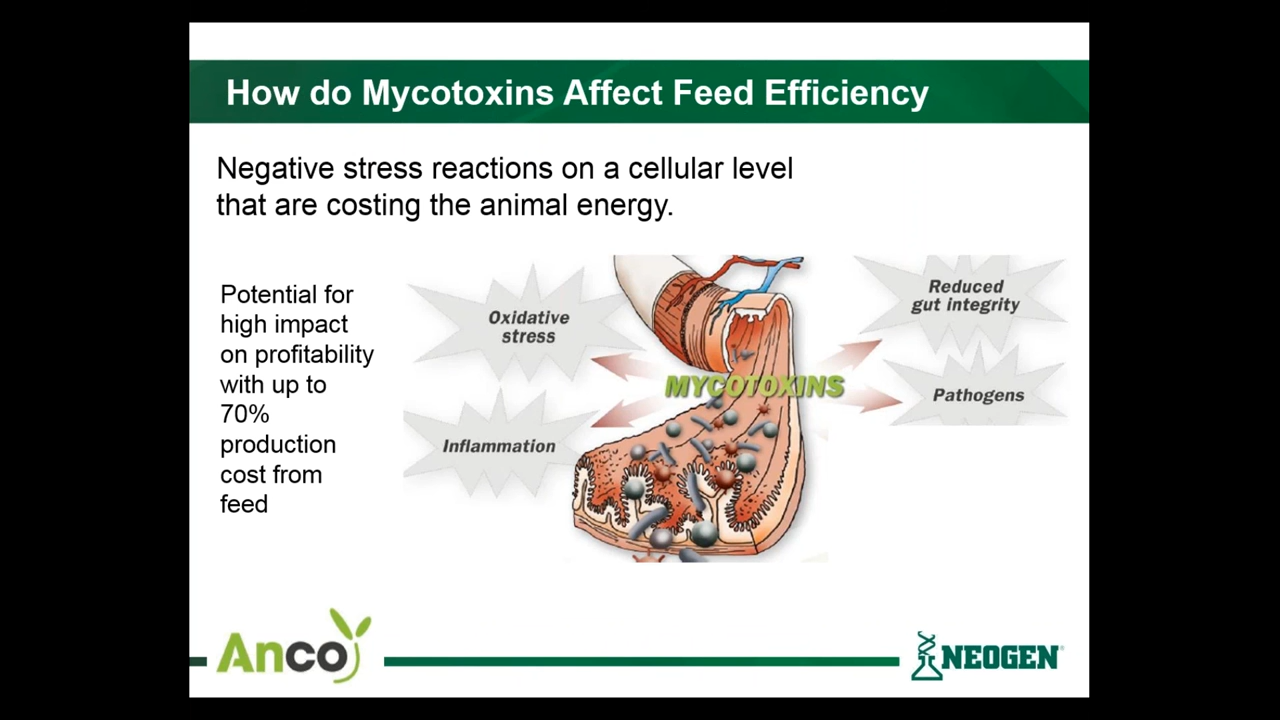 How do Mycotoxins Affect Feed Efficiency
Negative stress reactions on a cellular level
that are costing the animal energy.
Potential for
high impact
on profitability
with up to
70%
production
cost from
feed
Oxidative
stress
Inflammation
MYCOTOXINS
Reduced
gut integrity
Pathogens
Anco
NEOGEN®